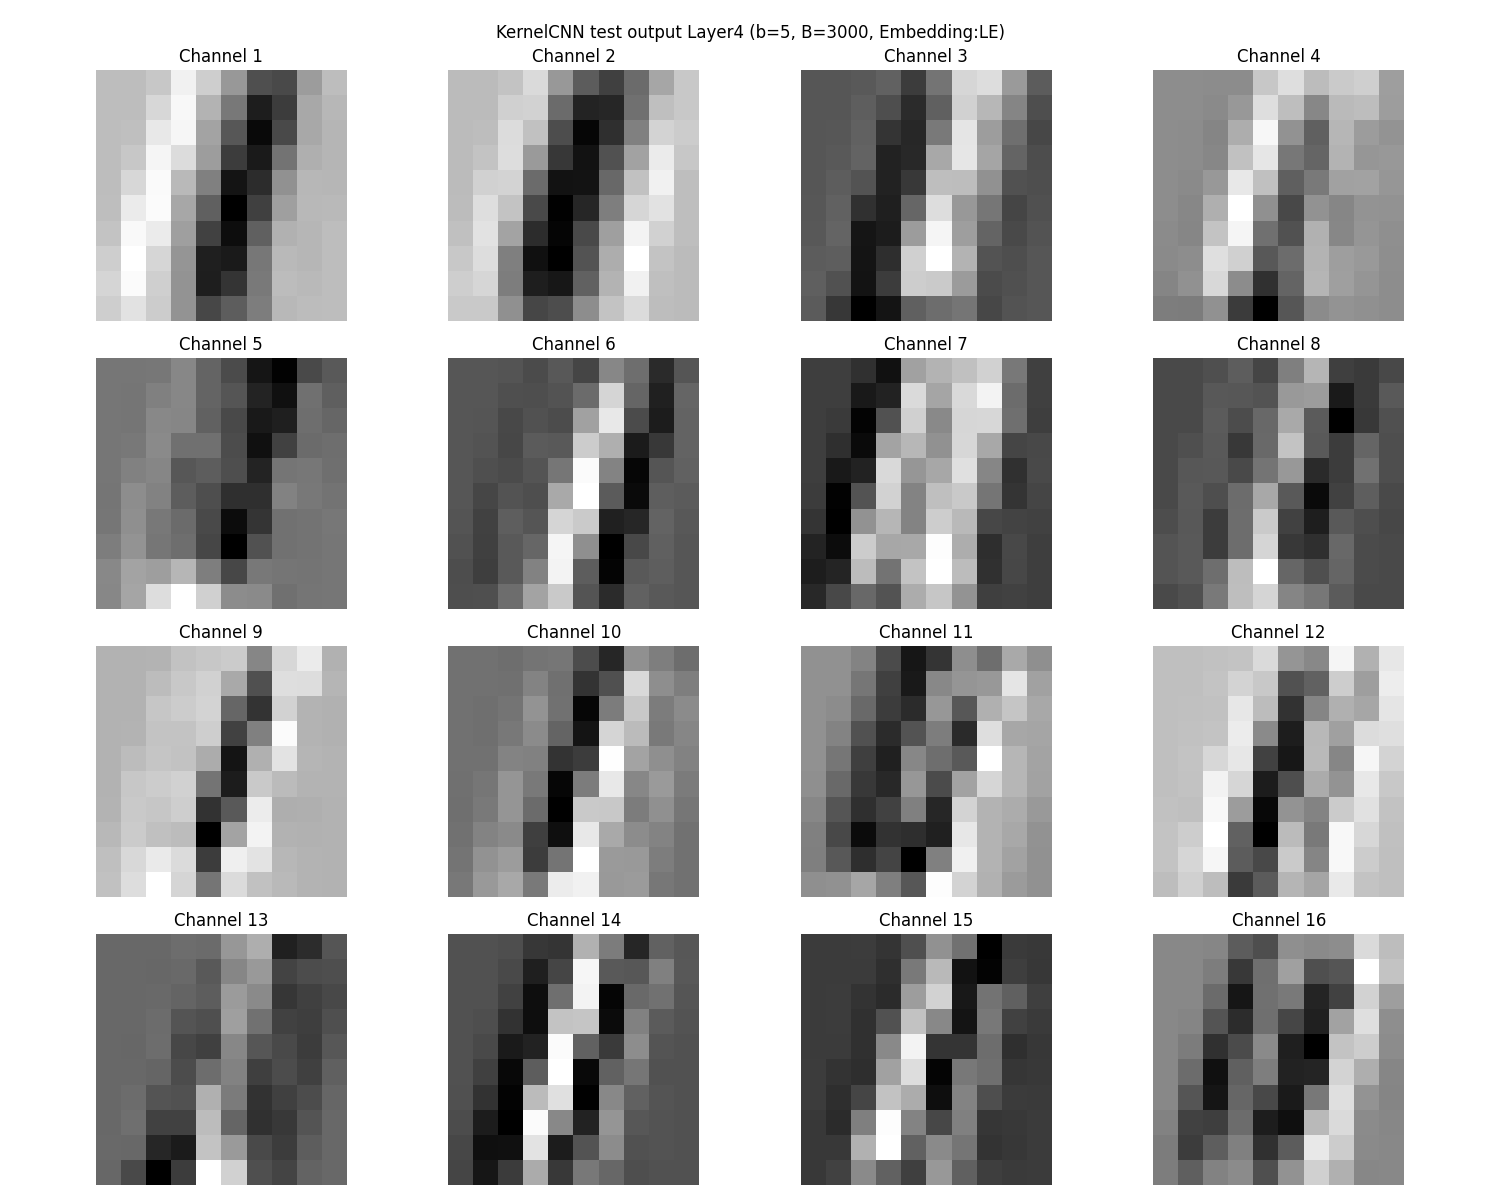 KernelCNN test output Layer4 (b=5, B=3000, Embedding:LE)
Channel 1 Channel 2 Channel 3 Channel 4
Channel 5 Channel 6 Channel 7 Channel 8
Channel 9 Channel 10 Channel 11 Channel 12
Channel 13 Channel 14 Channel 15 Channel 16